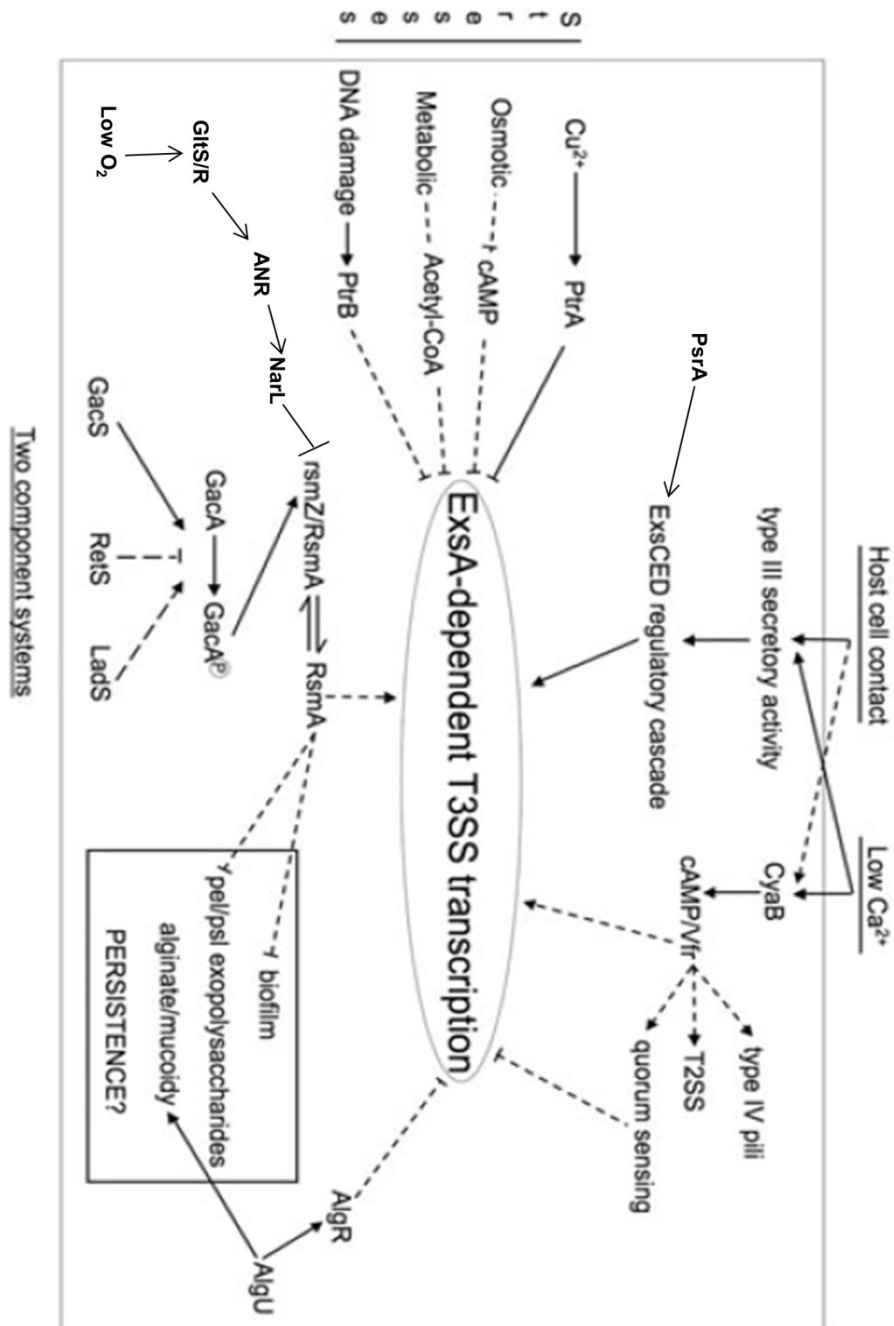 Host cell contact
Low Ca²⁺
type III secretory activity
CyaB
type IV pili
PsrA
ExsCED regulatory cascade
cAMP/Vfr
T2SS
quorum sensing
Stresses
Cu²⁺
PtrA
Osmotic
cAMP
Metabolic
Acetyl-CoA
DNA damage
PtrB
ExsA-dependent T3SS transcription
Low O₂
GltS/R
ANR
NarL
rsmZ/RsmA
RsmA
AlgR
AlgU
GacA
GacAⓅ
GacS
RetS
LadS
biofilm
pel/psl exopolysaccharides
alginate/mucoidy
PERSISTENCE?
Two component systems